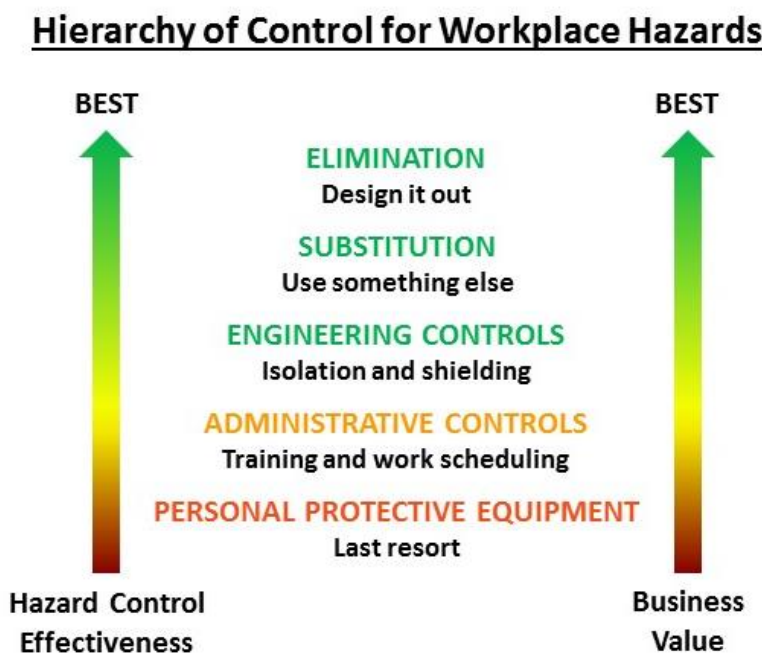 Hierarchy of Control for Workplace Hazards
BEST
BEST
ELIMINATION
Design it out
SUBSTITUTION
Use something else
ENGINEERING CONTROLS
Isolation and shielding
ADMINISTRATIVE CONTROLS
Training and work scheduling
PERSONAL PROTECTIVE EQUIPMENT
Last resort
Hazard Control
Effectiveness
Business
Value